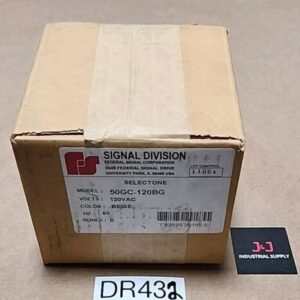 SIGNAL DIVISION
FEDERAL SIGNAL CORPORATION
2645 FEDERAL SIGNAL DRIVE
UNIVERSITY PARK, IL 60466 USA
LOT CONTROL
11006
SELECTONE
MODEL : 50GC-120BG
VOLTS : 120VAC
COLOR : BEIGE
HZ : 60
SERIES : B
J&J
INDUSTRIAL SUPPLY
DR432